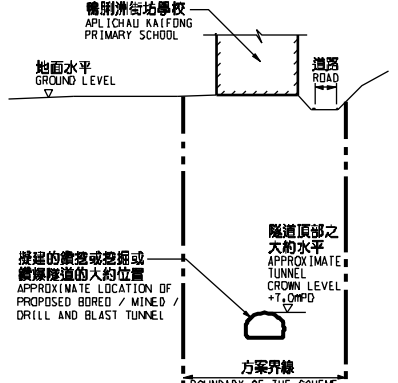 鴨脷洲街坊學校
APLICHAU KAIFONG
PRIMARY SCHOOL
地面水平
GROUND LEVEL
道路
ROAD
隧道頂部之
大約水平
APPROXIMATE
TUNNEL
CROWN LEVEL
+7.0mPD
擬建的鑽挖或挖掘或
鑽爆隧道的大約位置
APPROXIMATE LOCATION OF
PROPOSED BORED / MINED /
DRILL AND BLAST TUNNEL
方案界線
BOUNDARY OF THE SCHEME